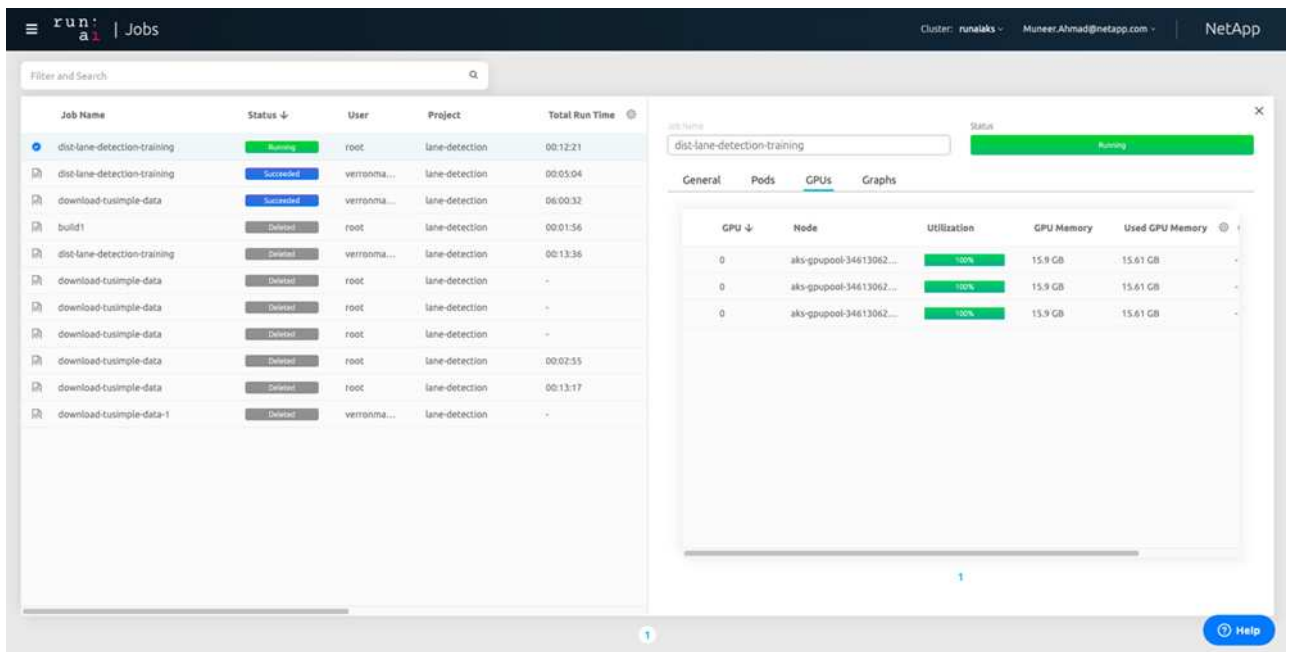 run: ai | Jobs Cluster: runalaks Muneer.Ahmad@netapp.com NetApp
Filter and Search
Job Name Status User Project Total Run Time
dist-lane-detection-training Running root lane-detection 00:12:21
dist-lane-detection-training Succeeded verronma... lane-detection 00:05:04
download-tusimple-data Succeeded verronma... lane-detection 06:00:32
build1 Deleted root lane-detection 00:01:56
dist-lane-detection-training Deleted verronma... lane-detection 00:13:36
download-tusimple-data Deleted root lane-detection -
download-tusimple-data Deleted root lane-detection -
download-tusimple-data Deleted root lane-detection -
download-tusimple-data Deleted root lane-detection 00:02:55
download-tusimple-data Deleted root lane-detection 00:13:17
download-tusimple-data-1 Deleted verronma... lane-detection -
Job Name Status
dist-lane-detection-training Running
General Pods GPUs Graphs
GPU Node Utilization GPU Memory Used GPU Memory
0 aks-gpupool-34613062... 100% 15.9 GB 15.61 GB -
0 aks-gpupool-34613062... 100% 15.9 GB 15.61 GB -
0 aks-gpupool-34613062... 100% 15.9 GB 15.61 GB -
1
1
Help